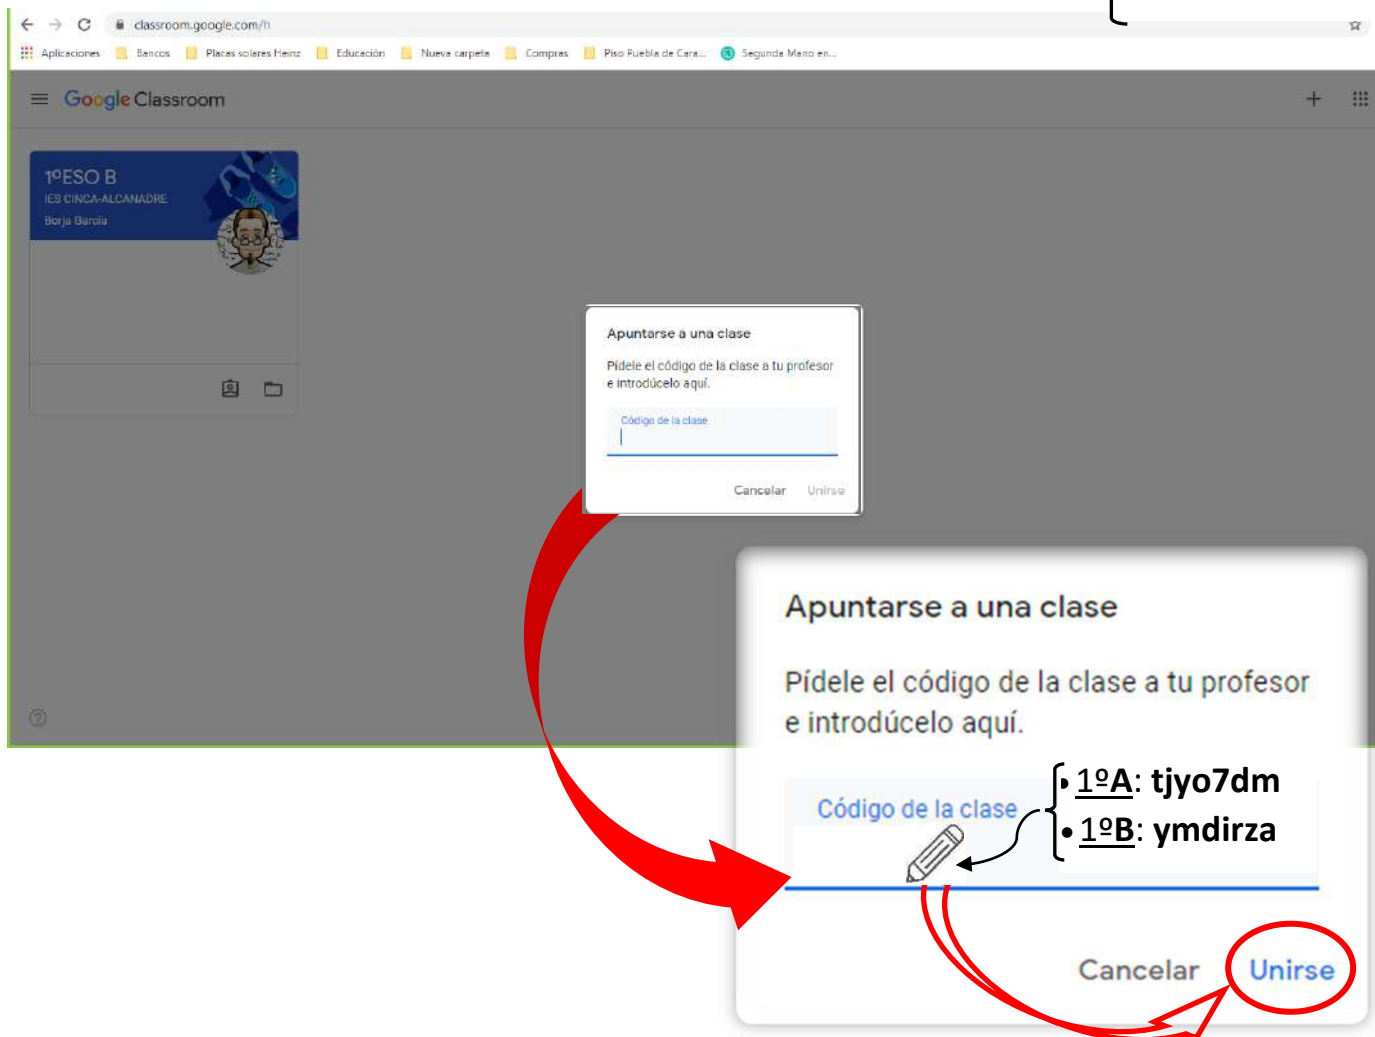 classroom.google.com/h
Aplicaciones Bancos Placas solares Heinz Educación Nueva carpeta Compras Piso Puebla de Cara... Segunda Mano en...
Google Classroom
1ºESO B
IES CINCA-ALCANADRE
Borja García
Apuntarse a una clase
Pídele el código de la clase a tu profesor
e introdúcelo aquí.
Código de la clase
Cancelar Unirse
Apuntarse a una clase
Pídele el código de la clase a tu profesor
e introdúcelo aquí.
Código de la clase
• 1ºA: tjyo7dm
• 1ºB: ymdirza
Cancelar Unirse